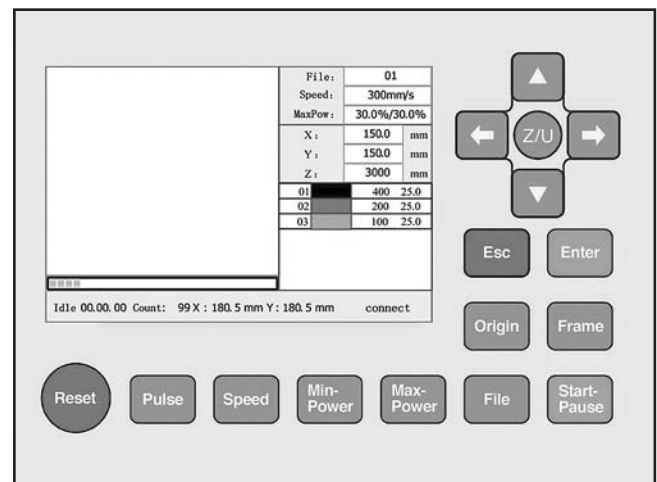 File: 01
Speed: 300mm/s
MaxPow: 30.0%/30.0%
X: 150.0 mm
Y: 150.0 mm
Z: 3000 mm
01 400 25.0
02 200 25.0
03 100 25.0
Idle 00.00.00 Count: 99 X : 180.5 mm Y : 180.5 mm connect
Z/U
Esc Enter
Origin Frame
Reset Pulse Speed Min-Power Max-Power File Start-Pause